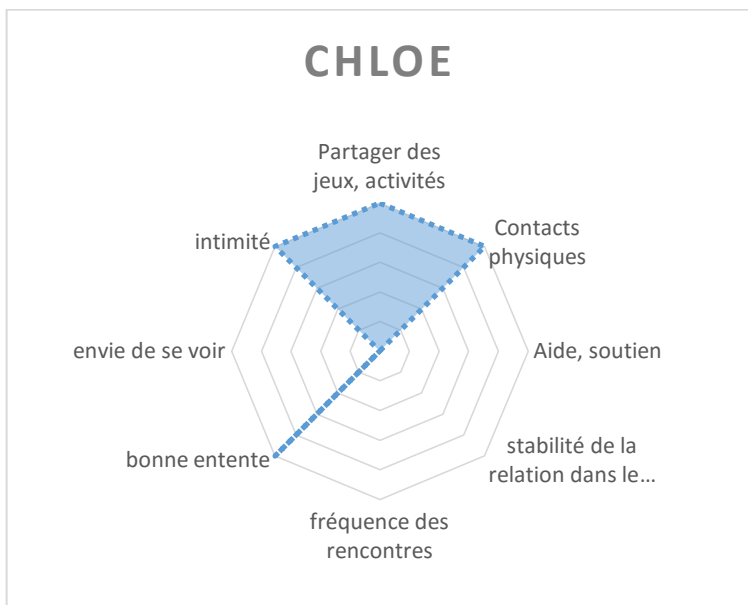 CHLOE
Partager des
jeux, activités
Contacts
physiques
Aide, soutien
stabilité de la
relation dans le...
fréquence des
rencontres
bonne entente
envie de se voir
intimité